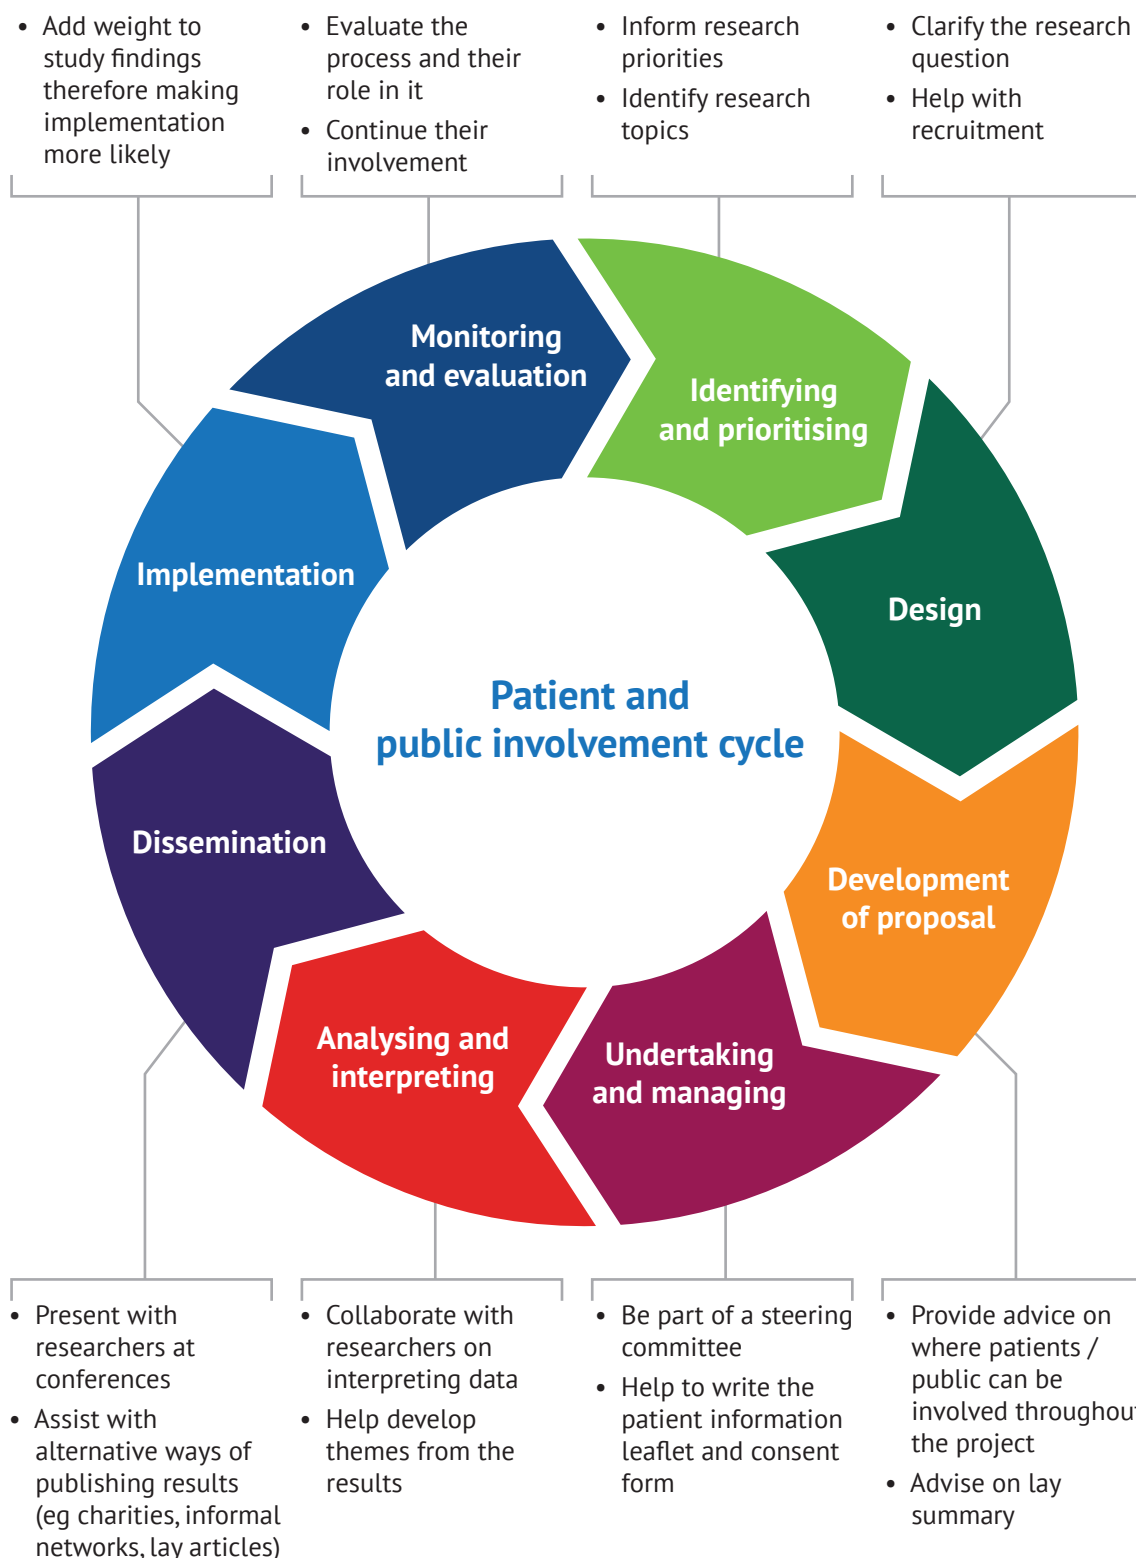 • Add weight to
study findings
therefore making
implementation
more likely
• Evaluate the
process and their
role in it
• Continue their
involvement
• Inform research
priorities
• Identify research
topics
• Clarify the research
question
• Help with
recruitment
Monitoring
and evaluation
Identifying
and prioritising
Implementation
Design
Patient and
public involvement cycle
Dissemination
Development
of proposal
Analysing and
interpreting
Undertaking
and managing
• Present with
researchers at
conferences
• Assist with
alternative ways of
publishing results
(eg charities, informal
networks, lay articles)
• Collaborate with
researchers on
interpreting data
• Help develop
themes from the
results
• Be part of a steering
committee
• Help to write the
patient information
leaflet and consent
form
• Provide advice on
where patients /
public can be
involved throughout
the project
• Advise on lay
summary